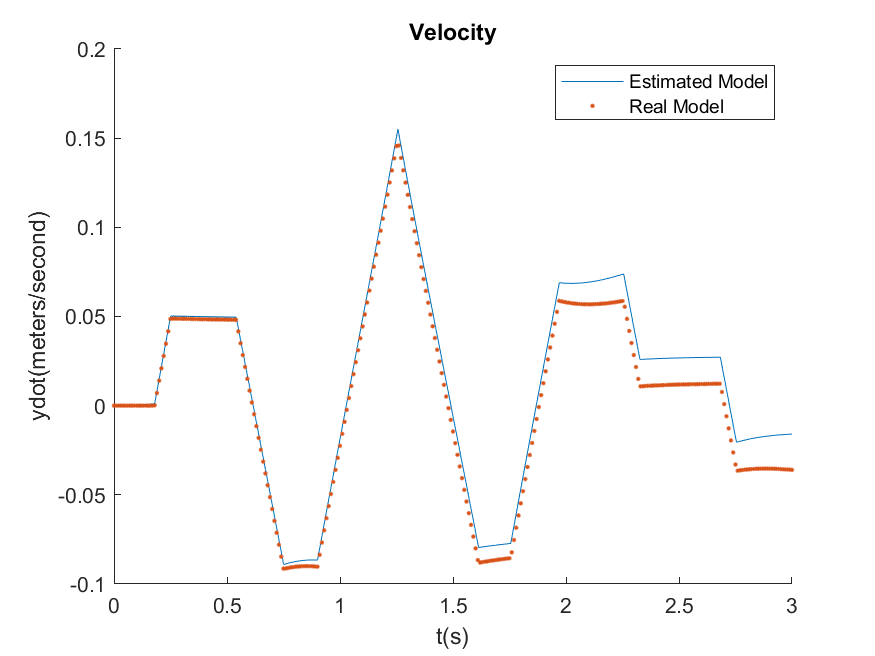 Velocity
Estimated Model
Real Model
0.2
0.15
0.1
0.05
0
-0.05
-0.1
ydot(meters/second)
0
0.5
1
1.5
2
2.5
3
t(s)